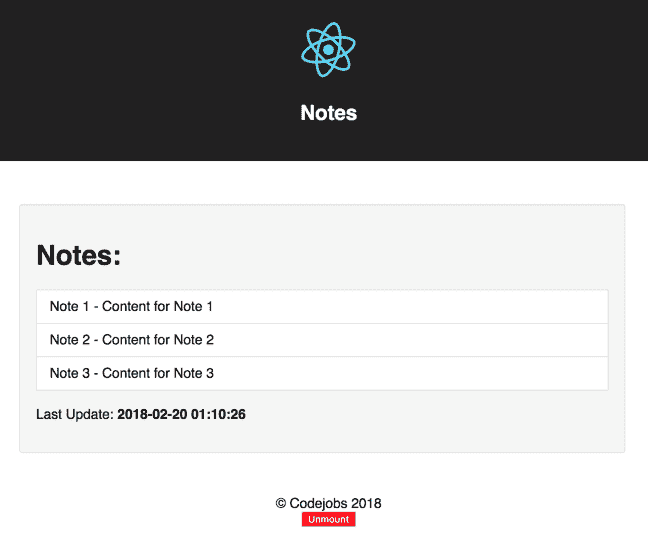 Notes
Notes:
Note 1 - Content for Note 1
Note 2 - Content for Note 2
Note 3 - Content for Note 3
Last Update: 2018-02-20 01:10:26
© Codejobs 2018
Unmount